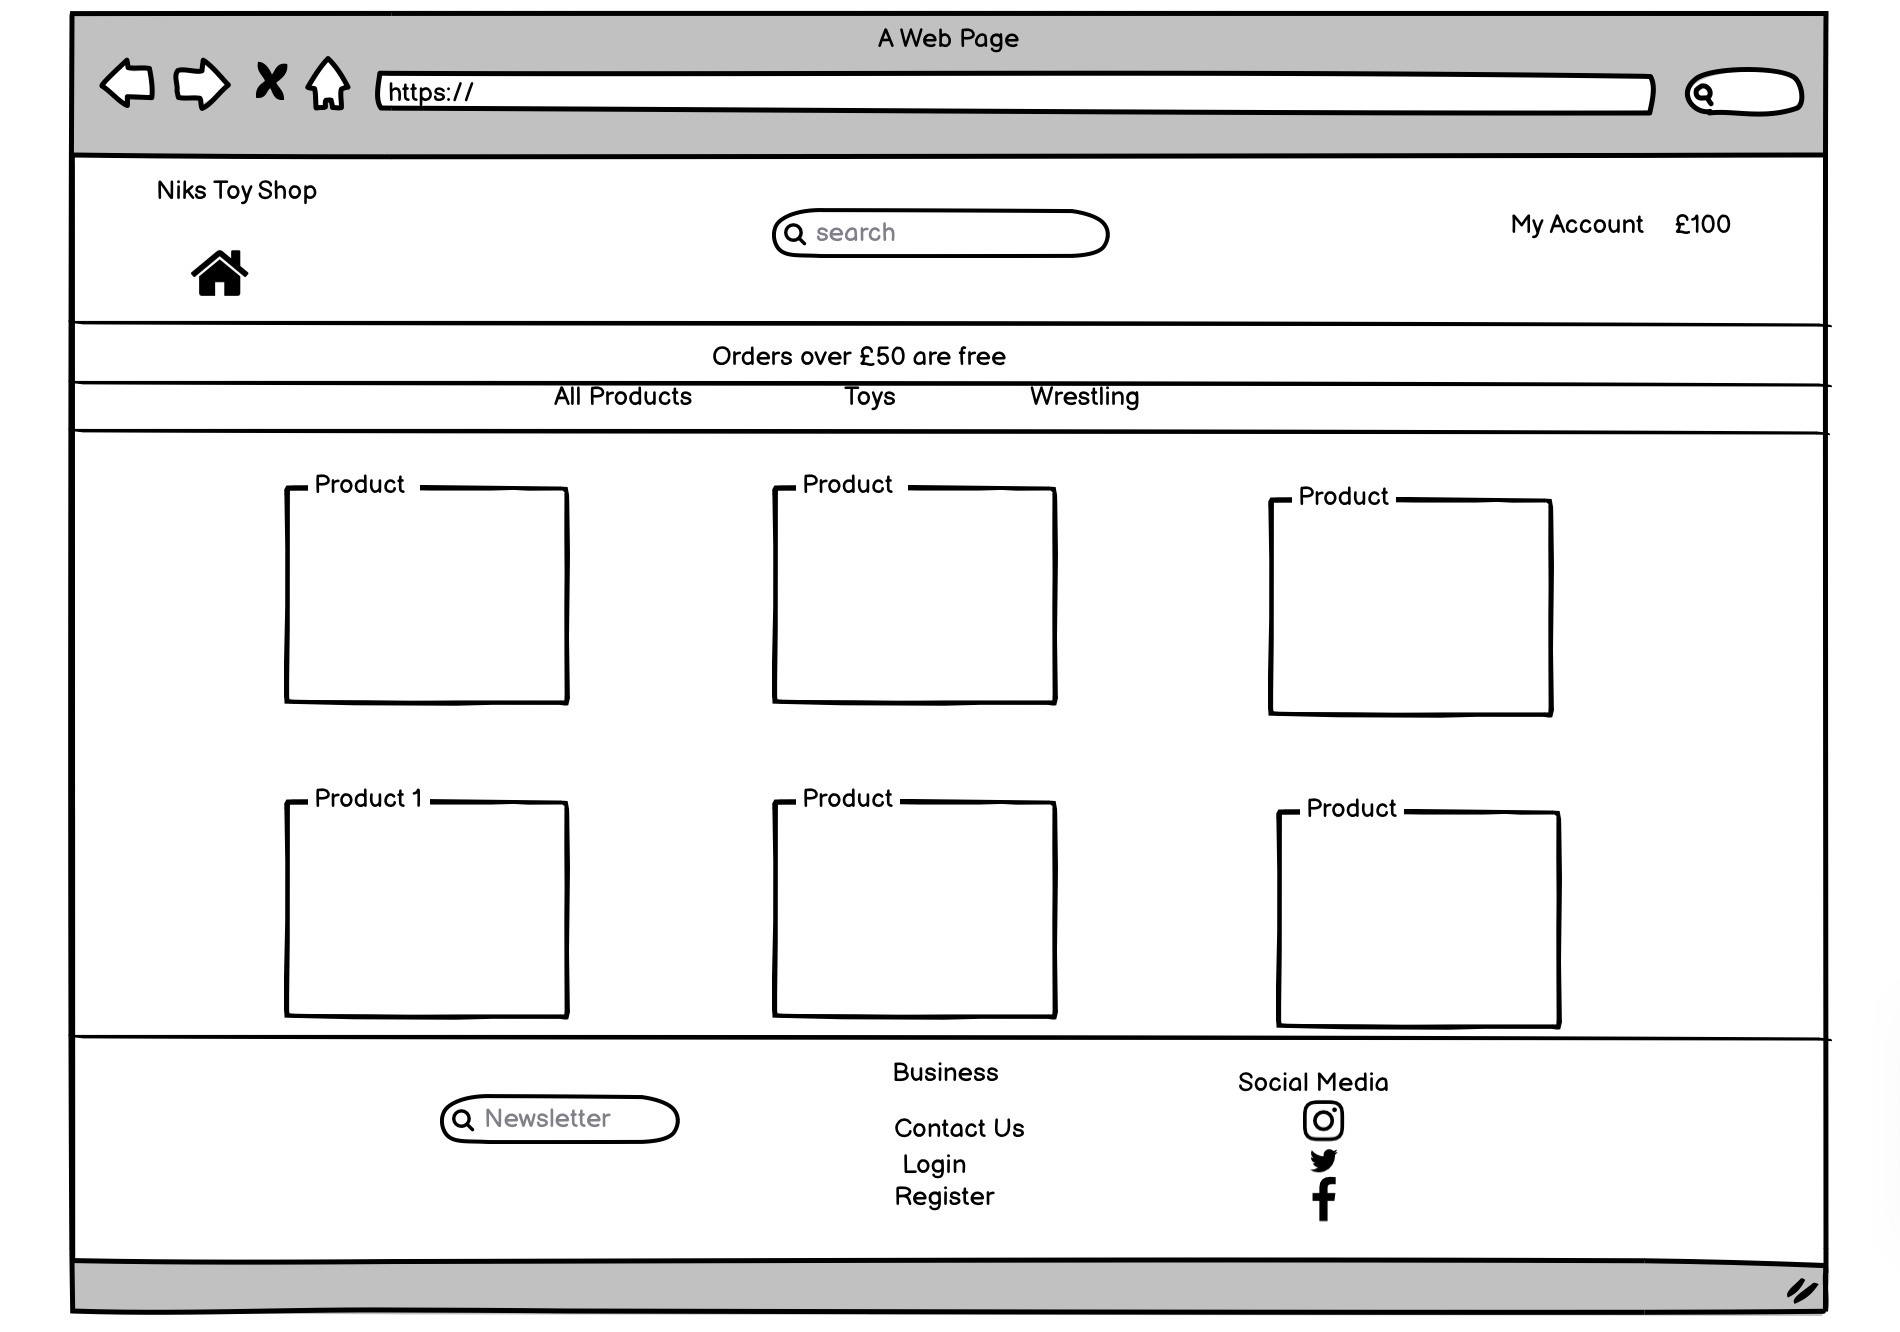 A Web Page
https://
Niks Toy Shop
search
My Account £100
Orders over £50 are free
All Products Toys Wrestling
Product Product Product
Product 1 Product Product
Business
Social Media
Newsletter
Contact Us
Login
Register